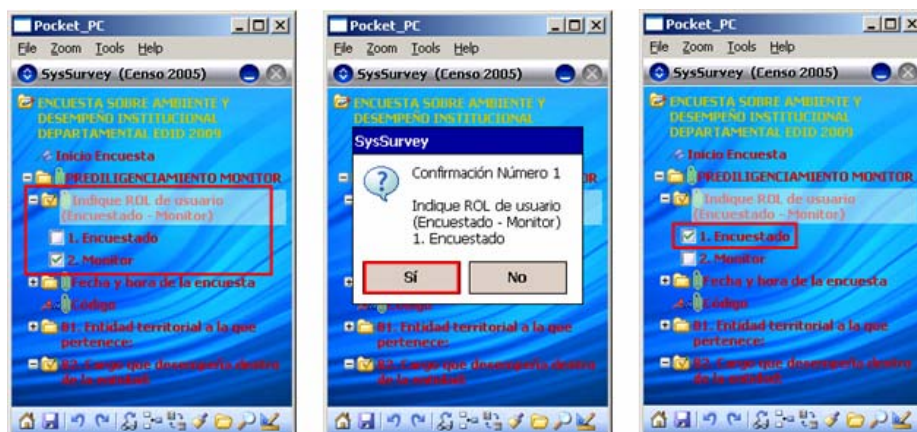 Pocket_PC
File Zoom Tools Help
SysSurvey (Censo 2005)
ENCUESTA SOBRE AMBIENTE Y
DESEMPEÑO INSTITUCIONAL
DEPARTAMENTAL EDID 2009
Inicio Encuesta
PREDILIGENCIAMIENTO MONITOR
Indique ROL de usuario
(Encuestado - Monitor)
1. Encuestado
2. Monitor
Fecha y hora de la encuesta
Código
B1. Entidad territorial a la que
pertenece:
B2. Cargo que desempeña dentro
de la entidad:
Pocket_PC
File Zoom Tools Help
SysSurvey (Censo 2005)
ENCUESTA SOBRE AMBIENTE Y
DESEMPEÑO INSTITUCIONAL
SysSurvey
Confirmación Número 1
Indique ROL de usuario
(Encuestado - Monitor)
1. Encuestado
Sí No
Código
B1. Entidad territorial a la que
pertenece:
B2. Cargo que desempeña dentro
de la entidad:
Pocket_PC
File Zoom Tools Help
SysSurvey (Censo 2005)
ENCUESTA SOBRE AMBIENTE Y
DESEMPEÑO INSTITUCIONAL
DEPARTAMENTAL EDID 2009
Inicio Encuesta
PREDILIGENCIAMIENTO MONITOR
Indique ROL de usuario
(Encuestado - Monitor)
1. Encuestado
2. Monitor
Fecha y hora de la encuesta
Código
B1. Entidad territorial a la que
pertenece:
B2. Cargo que desempeña dentro
de la entidad: